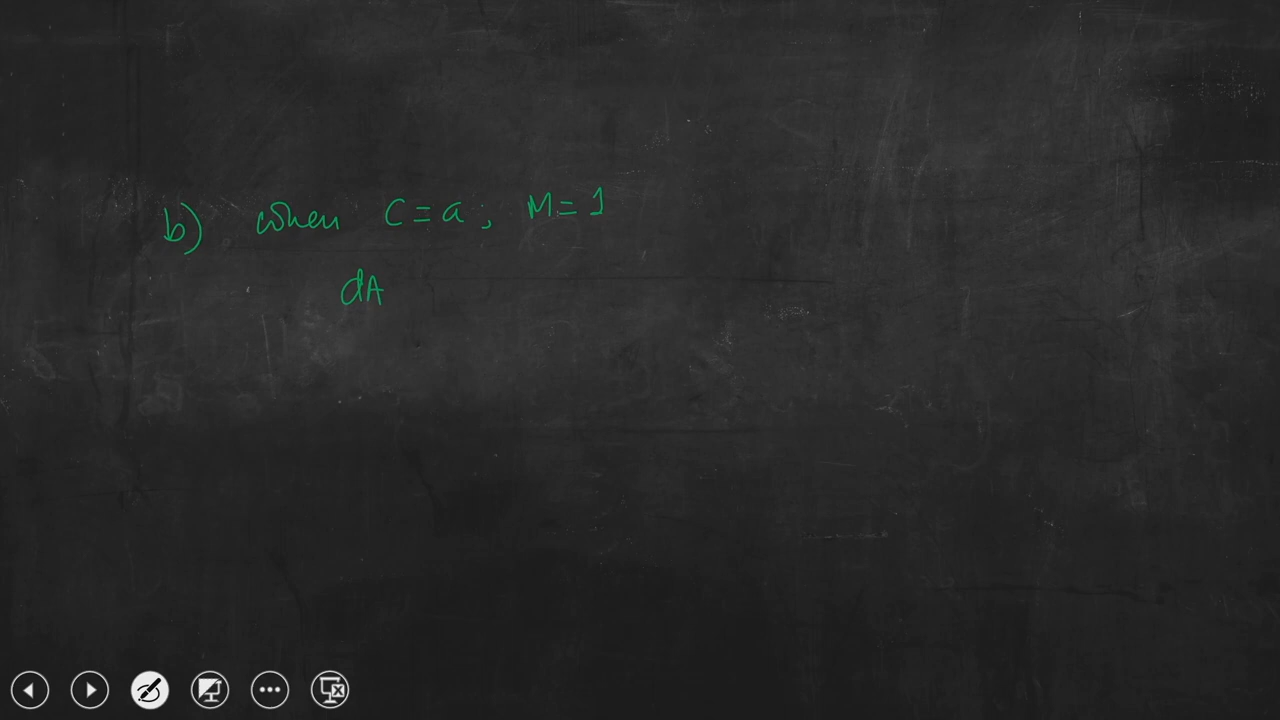 b) when C = a ; M = 1
dA